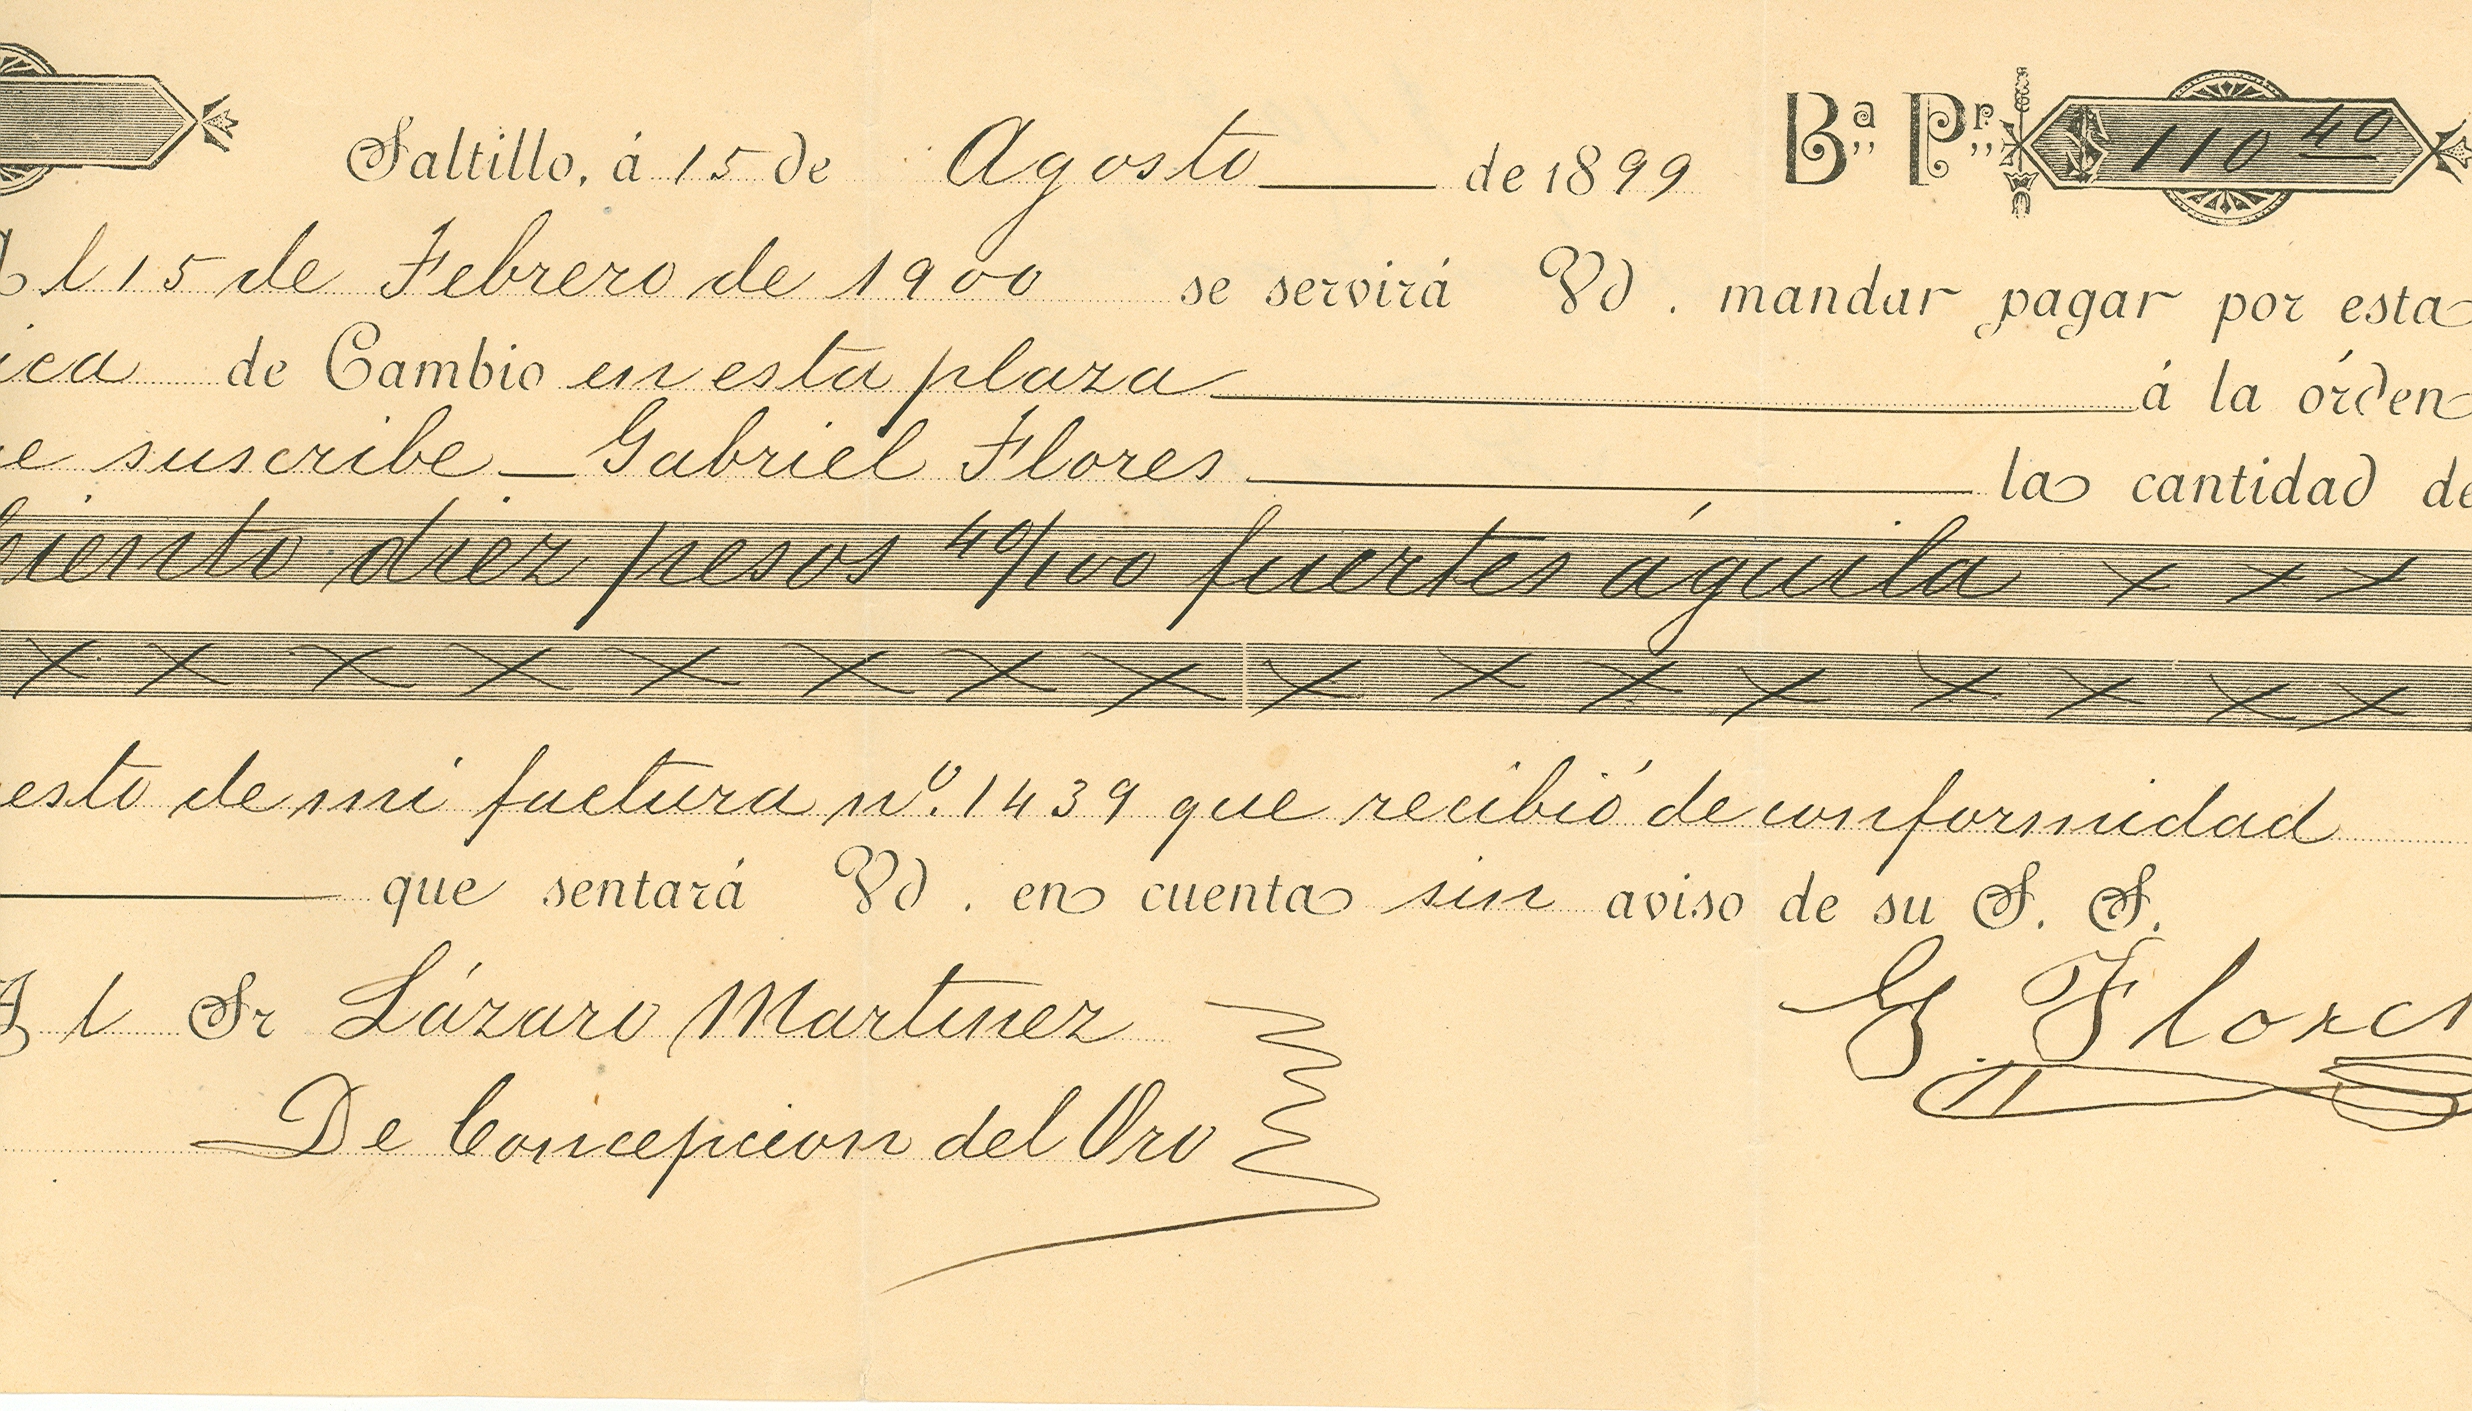 Saltillo, á 15 de Agosto de 1899 Bª Pr $ 110 40
Al 15 de Febrero de 1900 se servirá Vd. mandar pagar por esta
ica de Cambio en esta plaza á la órden
ue suscribe Gabriel Flores la cantidad de
Ciento diez pesos 40/100 fuertes águila x x x
x x x x x x x x x x x x x x x x
esto de mi factura nº. 1439 que recibió de conformidad
que sentará Vd. en cuenta sin aviso de su S. S.
Al Sr Lázaro Martinez
G. Flores
De Concepcion del Oro